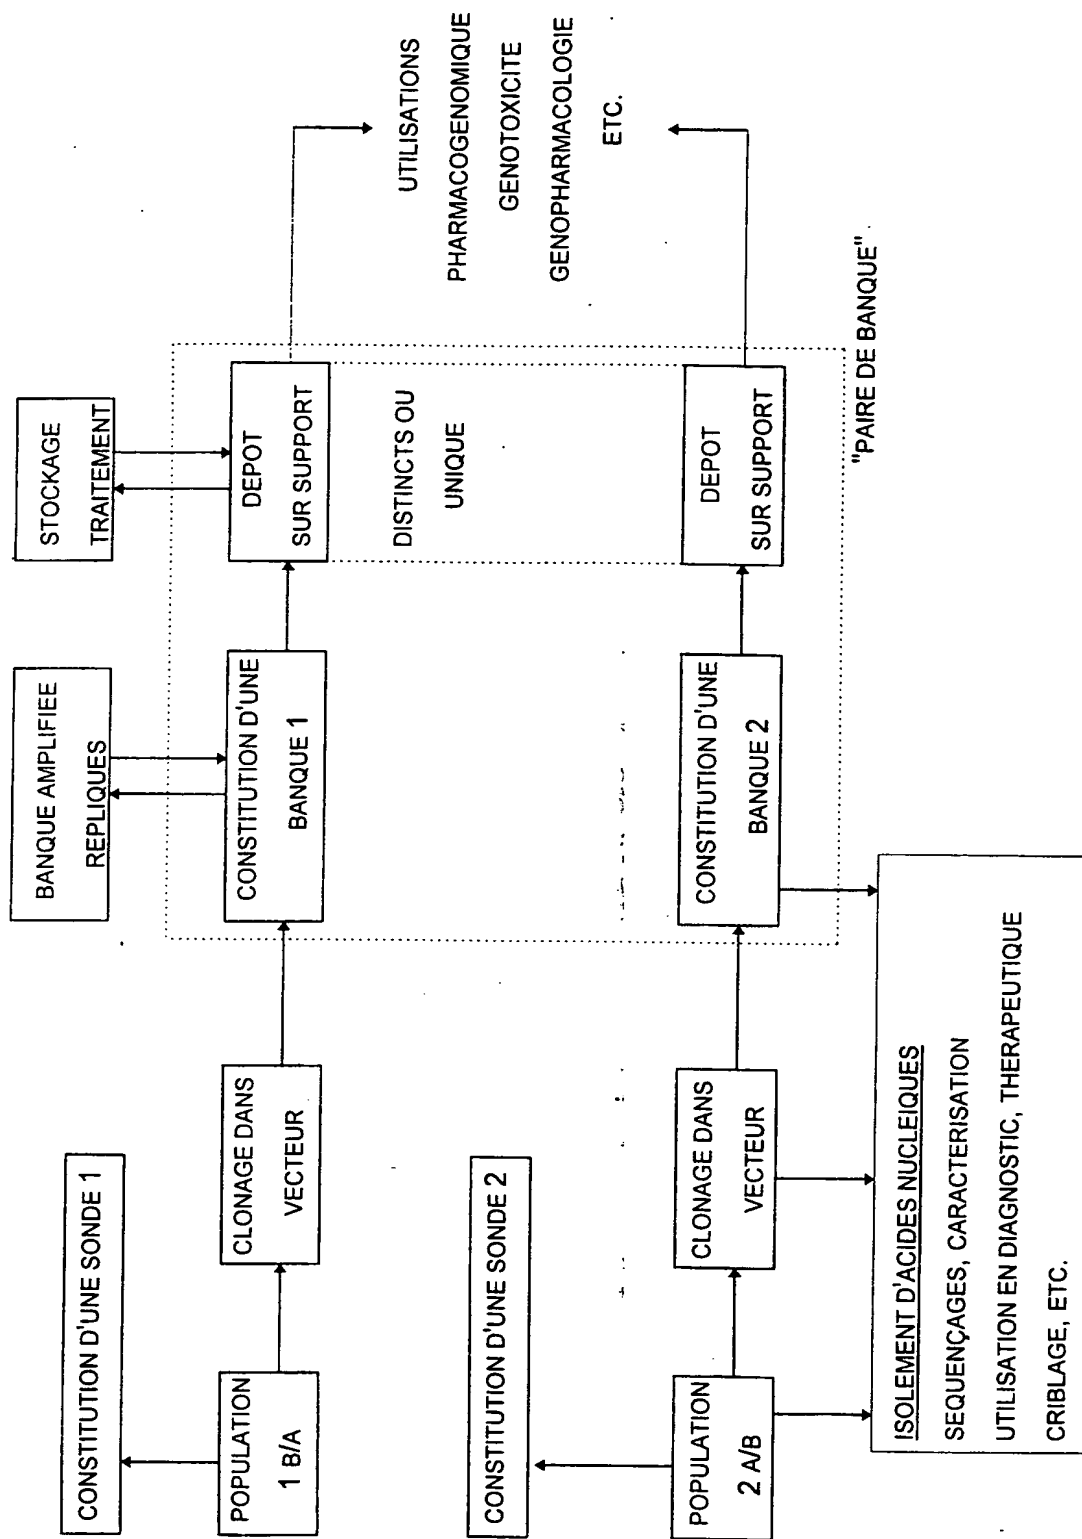 CONSTITUTION D'UNE SONDE 1
POPULATION
1 B/A
CLONAGE DANS
VECTEUR
BANQUE AMPLIFIEE
REPLIQUES
CONSTITUTION D'UNE
BANQUE 1
STOCKAGE
TRAITEMENT
DEPOT
SUR SUPPORT
DISTINCTS OU
UNIQUE
UTILISATIONS
PHARMACOGENOMIQUE
GENOTOXICITE
GENOPHARMACOLOGIE
ETC.
CONSTITUTION D'UNE SONDE 2
POPULATION
2 A/B
CLONAGE DANS
VECTEUR
CONSTITUTION D'UNE
BANQUE 2
DEPOT
SUR SUPPORT
"PAIRE DE BANQUE"
ISOLEMENT D'ACIDES NUCLEIQUES
SEQUENÇAGES, CARACTERISATION
UTILISATION EN DIAGNOSTIC, THERAPEUTIQUE
CRIBLAGE, ETC.